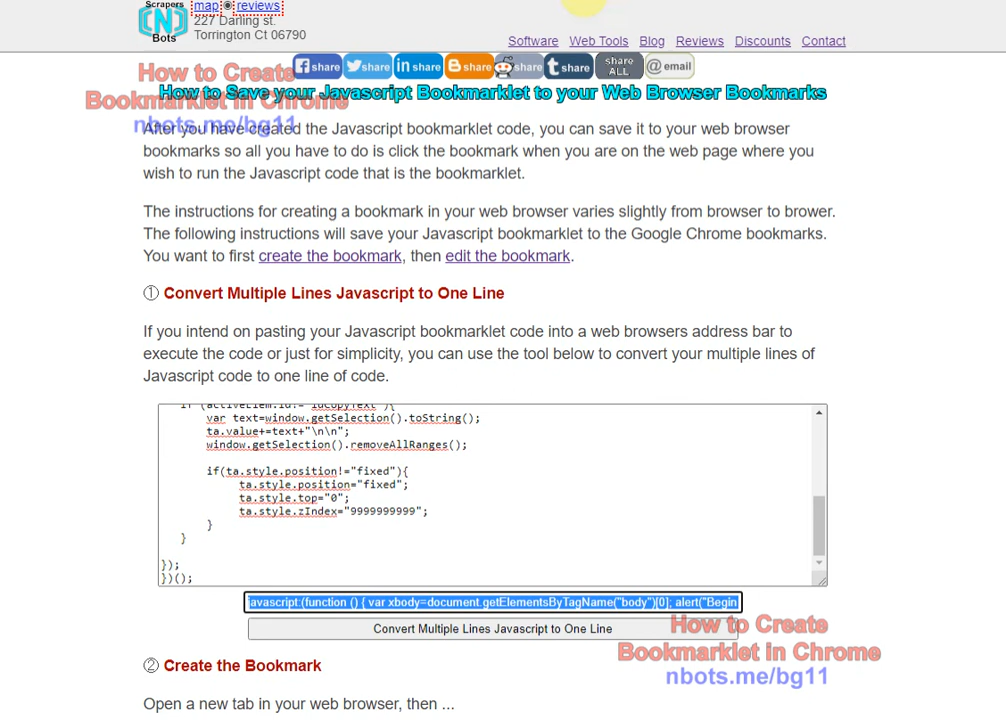 Scrapers
[N]
Bots
map◉reviews
227 Darling st.
Torrington Ct 06790
Software Web Tools Blog Reviews Discounts Contact
share share share share share share share ALL @ email
How to Create
Bookmarklet in Chrome
nbots.me/bg11
How to Save your Javascript Bookmarklet to your Web Browser Bookmarks
After you have created the Javascript bookmarklet code, you can save it to your web browser
bookmarks so all you have to do is click the bookmark when you are on the web page where you
wish to run the Javascript code that is the bookmarklet.
The instructions for creating a bookmark in your web browser varies slightly from browser to brower.
The following instructions will save your Javascript bookmarklet to the Google Chrome bookmarks.
You want to first create the bookmark, then edit the bookmark.
① Convert Multiple Lines Javascript to One Line
If you intend on pasting your Javascript bookmarklet code into a web browsers address bar to
execute the code or just for simplicity, you can use the tool below to convert your multiple lines of
Javascript code to one line of code.
if (activeElem.id!="idCopyText"){
var text=window.getSelection().toString();
ta.value+=text+"\n\n";
window.getSelection().removeAllRanges();
if(ta.style.position!="fixed"){
ta.style.position="fixed";
ta.style.top="0";
ta.style.zIndex="9999999999";
}
}
});
})();
javascript:(function () { var xbody=document.getElementsByTagName("body")[0]; alert("Begin
Convert Multiple Lines Javascript to One Line
How to Create
Bookmarklet in Chrome
nbots.me/bg11
② Create the Bookmark
Open a new tab in your web browser, then ...